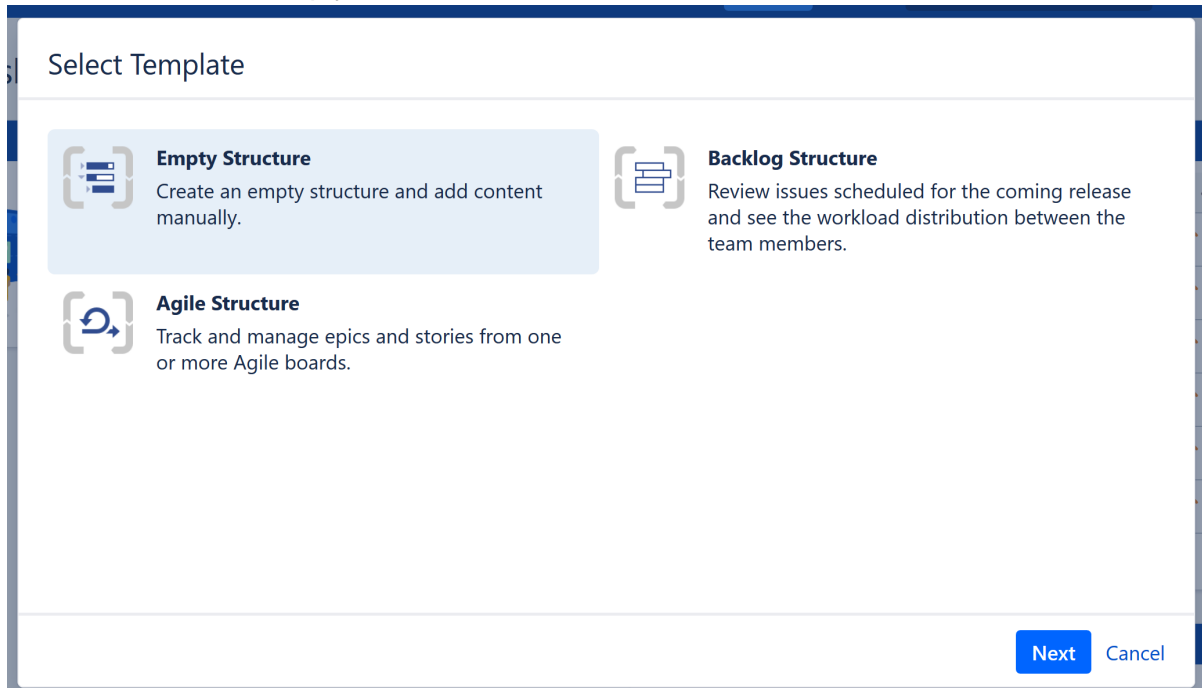 Select Template
Empty Structure
Create an empty structure and add content
manually.
Backlog Structure
Review issues scheduled for the coming release
and see the workload distribution between the
team members.
Agile Structure
Track and manage epics and stories from one
or more Agile boards.
Next
Cancel